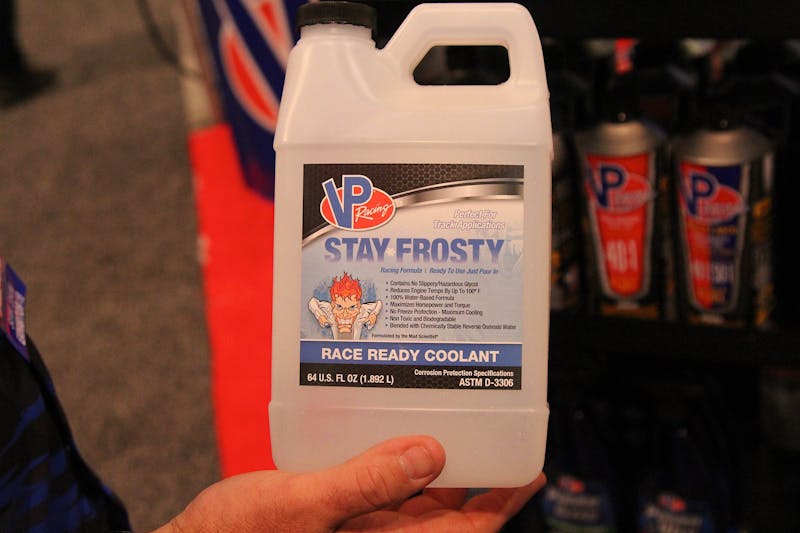 VP Racing
Perfect For
Track Applications
STAY FROSTY
Racing Formula | Ready To Use Just Pour In
• Contains No Slippery/Hazardous Glycol
• Reduces Engine Temps By Up To 100º F
• 100% Water-Based Formula
• Maximizes Horsepower and Torque
• No Freeze Protection - Maximum Cooling
• Non Toxic and Biodegradable
• Blended with Chemically Stable Reverse Osmosis Water
Formulated by the Mad Scientist®
RACE READY COOLANT
64 U.S. FL OZ (1.892 L)
Corrosion Protection Specifications
ASTM D-3306
VP
VP